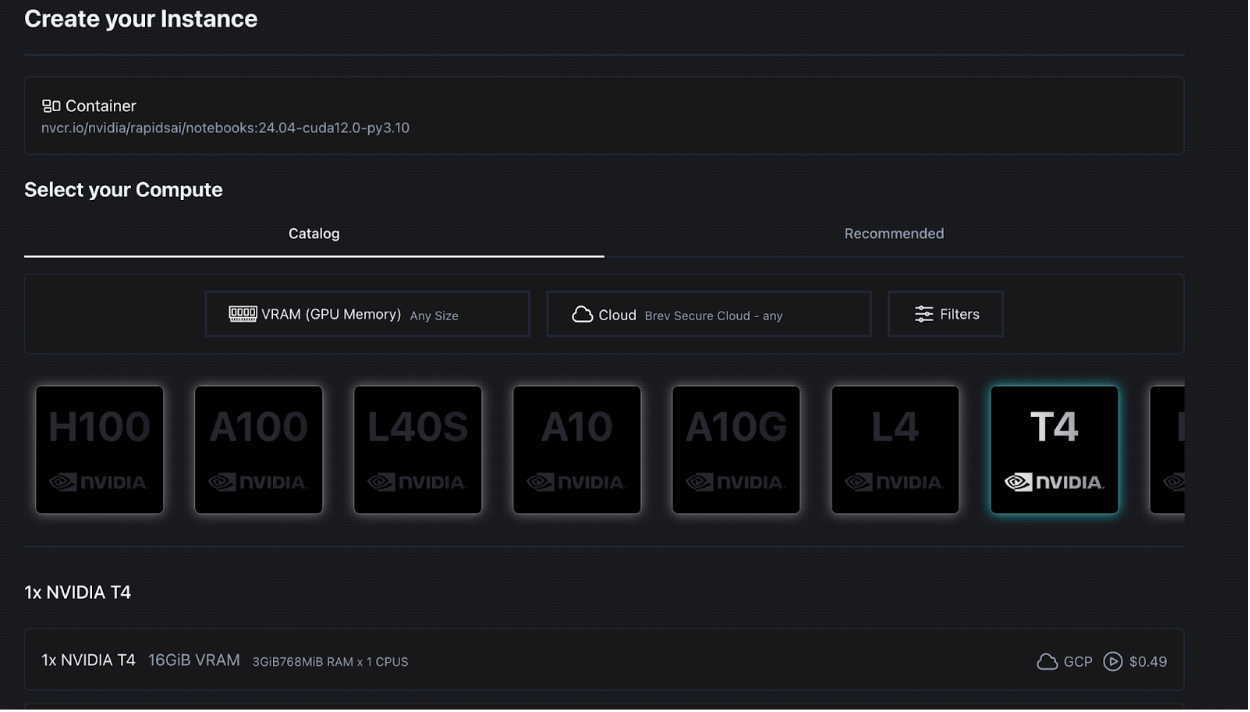 Create your Instance
Container
nvcr.io/nvidia/rapidsai/notebooks:24.04-cuda12.0-py3.10
Select your Compute
Catalog Recommended
VRAM (GPU Memory) Any Size Cloud Brev Secure Cloud - any Filters
H100 A100 L40S A10 A10G L4 T4
NVIDIA. NVIDIA. NVIDIA. NVIDIA. NVIDIA. NVIDIA. NVIDIA.
1x NVIDIA T4
1x NVIDIA T4 16GiB VRAM 3GiB768MiB RAM x 1 CPUS GCP $0.49